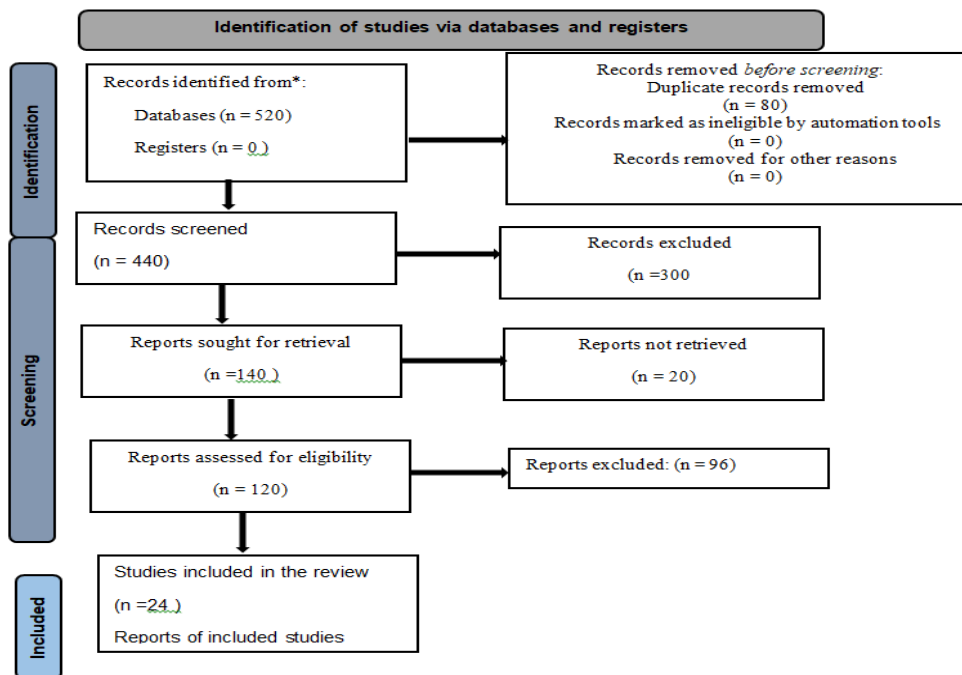 Identification of studies via databases and registers
Identification
Records identified from*:
Databases (n = 520)
Registers (n = 0 )
Records removed before screening:
Duplicate records removed
(n = 80)
Records marked as ineligible by automation tools
(n = 0)
Records removed for other reasons
(n = 0)
Screening
Records screened
(n = 440)
Records excluded
(n =300
Reports sought for retrieval
(n =140 )
Reports not retrieved
(n = 20)
Reports assessed for eligibility
(n = 120)
Reports excluded: (n = 96)
Included
Studies included in the review
(n =24 )
Reports of included studies